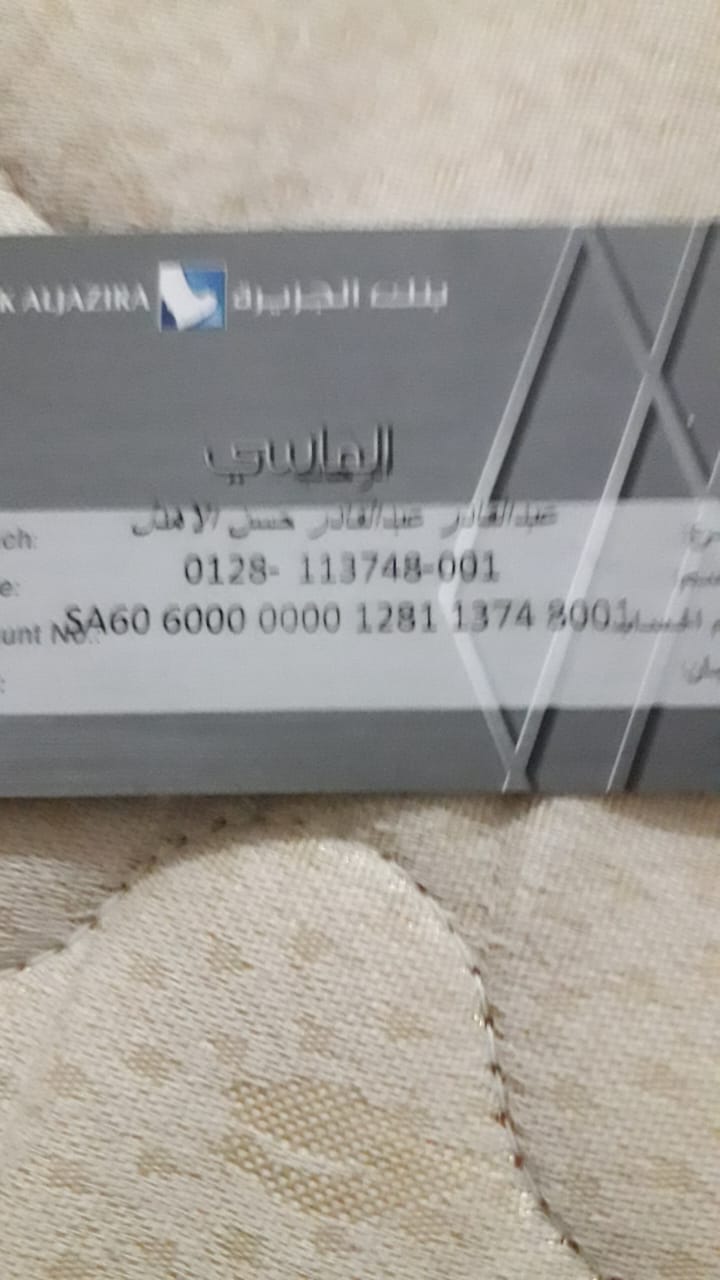 K ALJAZIRA بنك الجزيرة
الماسي
عبدالقادر عبدالقادر حسن الاهدل
ch:
0128- 113748-001
e:
SA60 6000 0000 1281 1374 8001
unt No.:
: